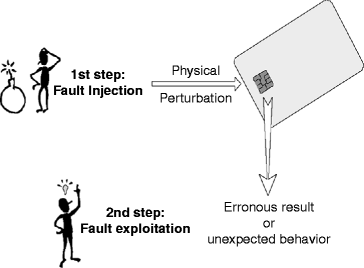 1st step:
Fault Injection
Physical
Perturbation
2nd step:
Fault exploitation
Erronous result
or
unexpected behavior